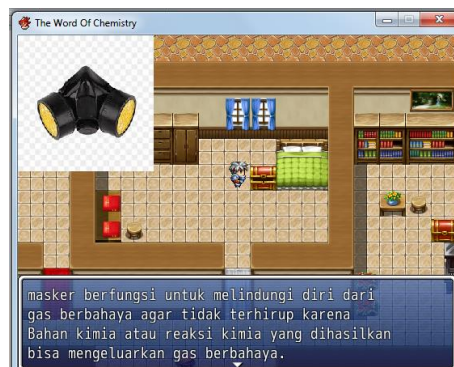 The Word Of Chemistry
masker berfungsi untuk melindungi diri dari
gas berbahaya agar tidak terhirup karena
Bahan kimia atau reaksi kimia yang dihasilkan
bisa mengeluarkan gas berbahaya.